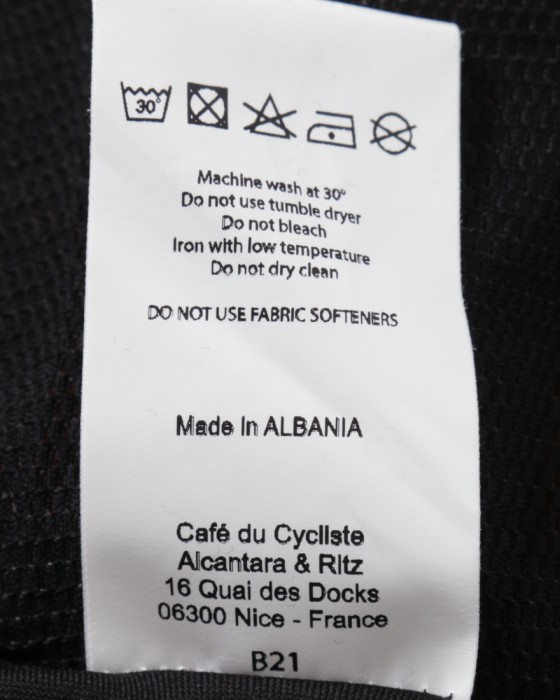 30°
Machine wash at 30°
Do not use tumble dryer
Do not bleach
Iron with low temperature
Do not dry clean
DO NOT USE FABRIC SOFTENERS
Made In ALBANIA
Café du Cycliste
Alcantara & Ritz
16 Quai des Docks
06300 Nice - France
B21